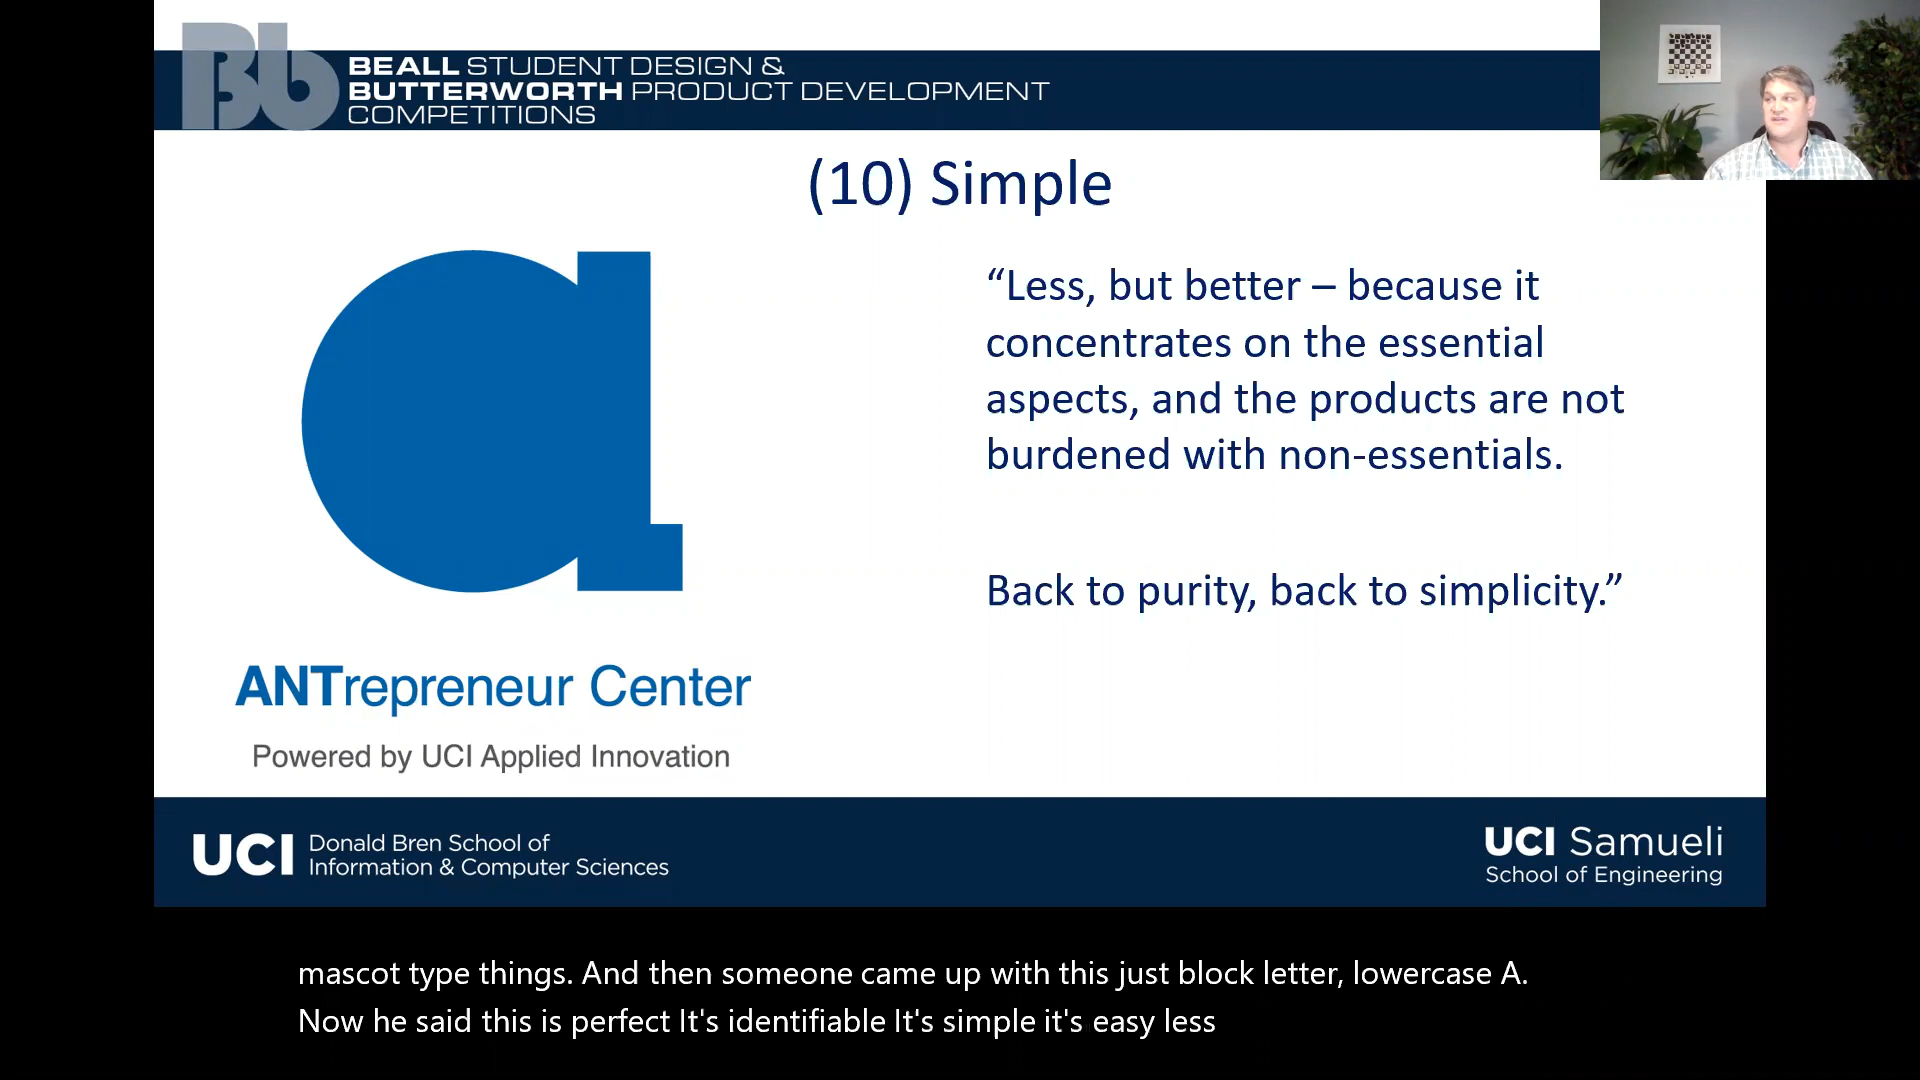 Bb
BEALL STUDENT DESIGN &
BUTTERWORTH PRODUCT DEVELOPMENT
COMPETITIONS
(10) Simple
a
“Less, but better – because it
concentrates on the essential
aspects, and the products are not
burdened with non-essentials.
Back to purity, back to simplicity.”
ANTrepreneur Center
Powered by UCI Applied Innovation
UCI Donald Bren School of
Information & Computer Sciences
UCI Samueli
School of Engineering
mascot type things. And then someone came up with this just block letter, lowercase A.
Now he said this is perfect It's identifiable It's simple it's easy less